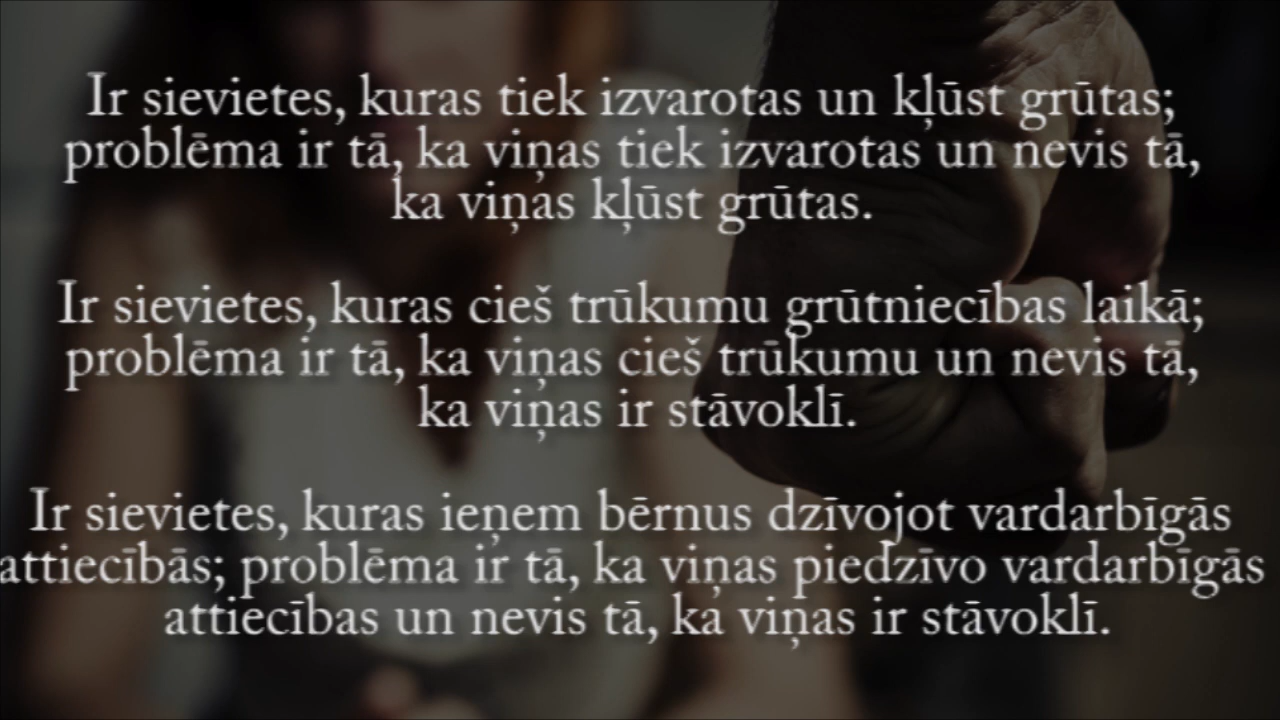 Ir sievietes, kuras tiek izvarotas un kļūst grūtas;
problēma ir tā, ka viņas tiek izvarotas un nevis tā,
ka viņas kļūst grūtas.
Ir sievietes, kuras cieš trūkumu grūtniecības laikā;
problēma ir tā, ka viņas cieš trūkumu un nevis tā,
ka viņas ir stāvoklī.
Ir sievietes, kuras ieņem bērnus dzīvojot vardarbīgās
attiecībās; problēma ir tā, ka viņas piedzīvo vardarbīgās
attiecības un nevis tā, ka viņas ir stāvoklī.